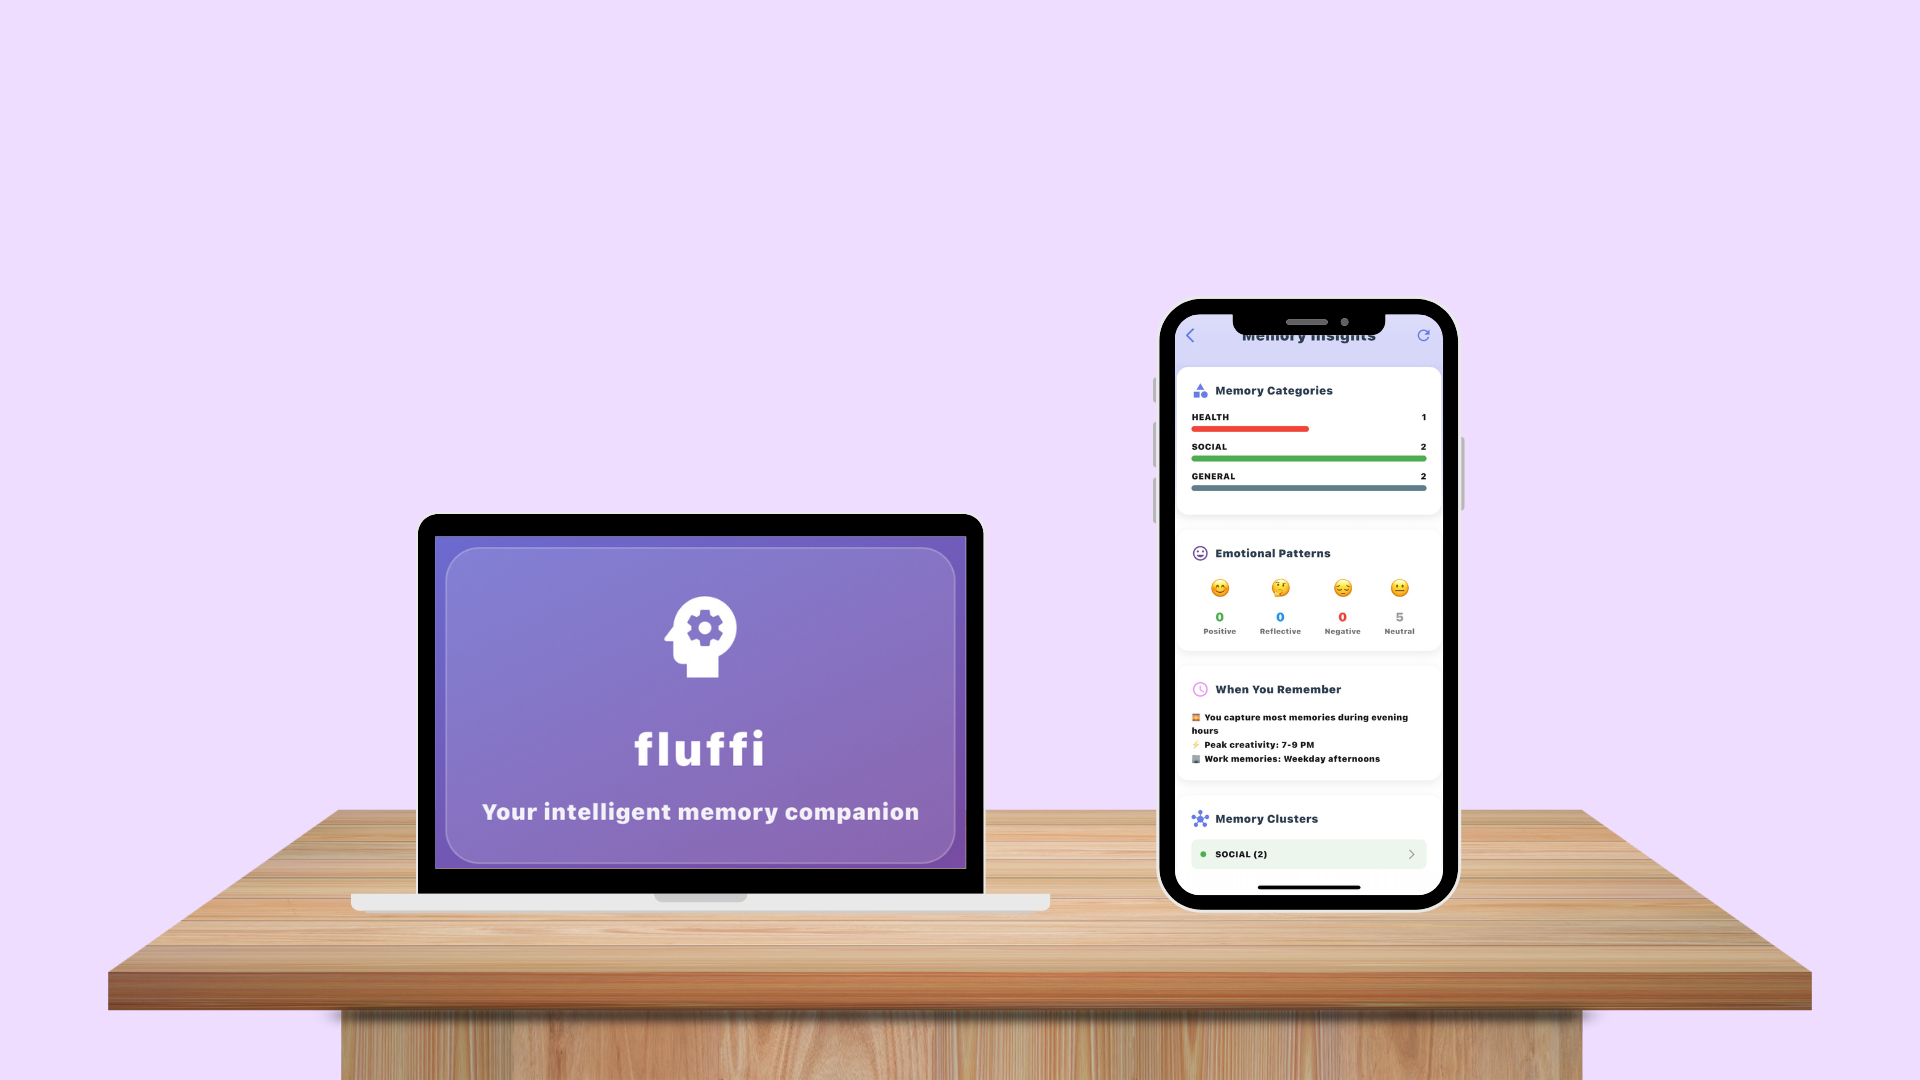 fluffi
Your intelligent memory companion
Memory Insights
Memory Categories
HEALTH 1
SOCIAL 2
GENERAL 2
Emotional Patterns
0 0 0 5
Positive Reflective Negative Neutral
When You Remember
You capture most memories during evening
hours
Peak creativity: 7-9 PM
Work memories: Weekday afternoons
Memory Clusters
SOCIAL (2)